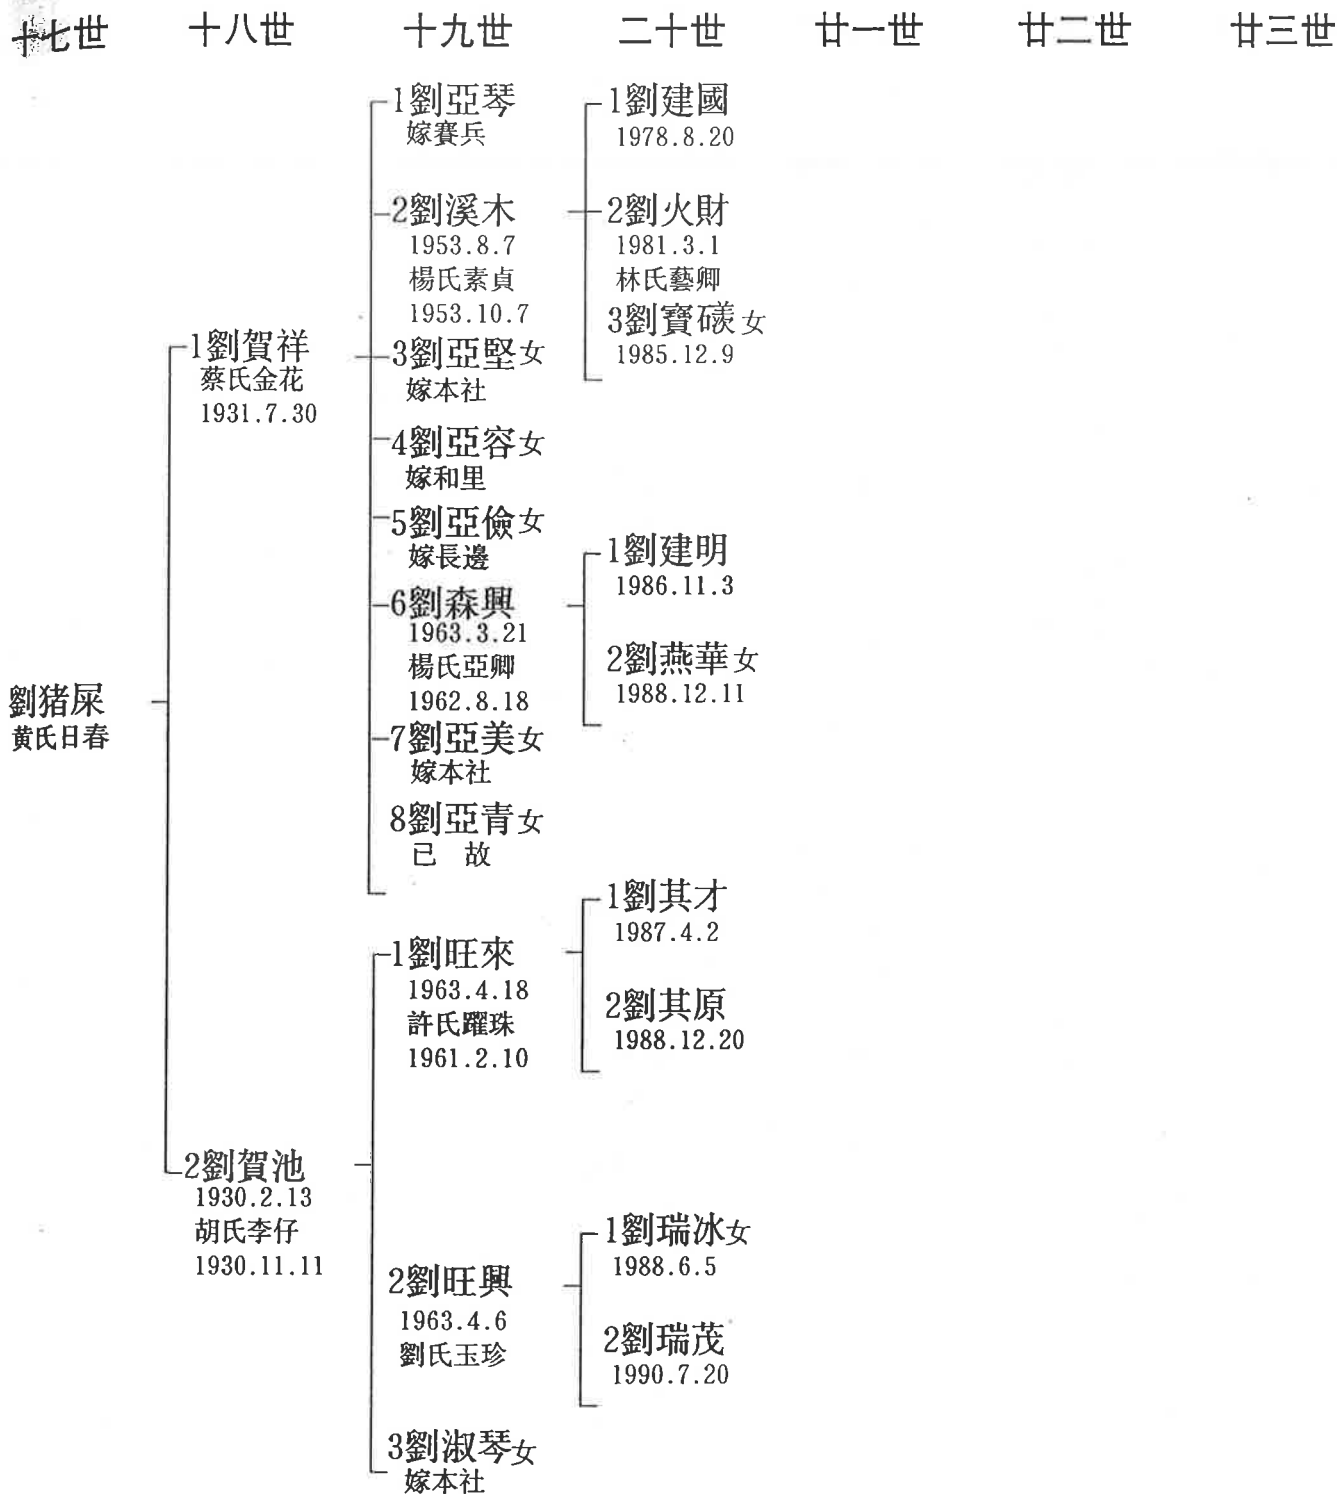 十七世 十八世 十九世 二十世 廿一世 廿二世 廿三世
劉猪屎
黄氏日春
1劉賀祥
蔡氏金花
1931.7.30
1劉亞琴
嫁賽兵
2劉溪木
1953.8.7
楊氏素貞
1953.10.7
1劉建國
1978.8.20
2劉火財
1981.3.1
林氏藝卿
3劉寶礤女
1985.12.9
3劉亞堅女
嫁本社
4劉亞容女
嫁和里
5劉亞儉女
嫁長邊
6劉森興
1963.3.21
楊氏亞卿
1962.8.18
1劉建明
1986.11.3
2劉燕華女
1988.12.11
7劉亞美女
嫁本社
8劉亞青女
已 故
2劉賀池
1930.2.13
胡氏李仔
1930.11.11
1劉旺來
1963.4.18
許氏躍珠
1961.2.10
1劉其才
1987.4.2
2劉其原
1988.12.20
2劉旺興
1963.4.6
劉氏玉珍
1劉瑞冰女
1988.6.5
2劉瑞茂
1990.7.20
3劉淑琴女
嫁本社